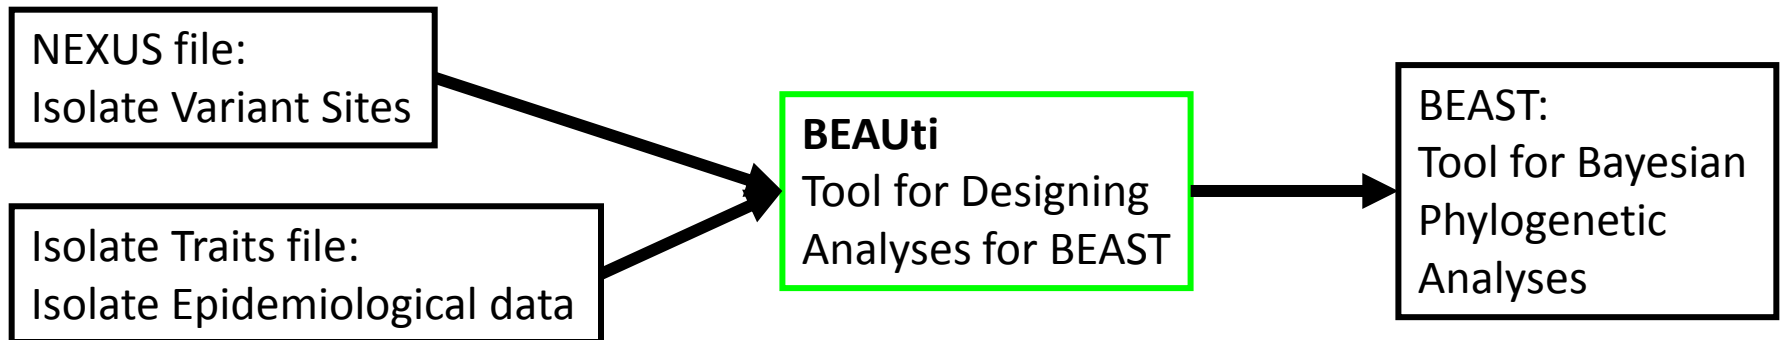 NEXUS file:
Isolate Variant Sites
Isolate Traits file:
Isolate Epidemiological data
BEAUti
Tool for Designing
Analyses for BEAST
BEAST:
Tool for Bayesian
Phylogenetic
Analyses